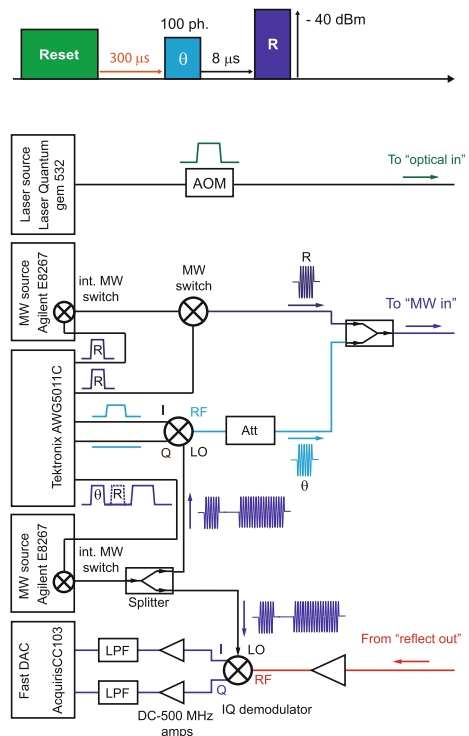 100 ph.
- 40 dBm
Reset
300 µs
θ
8 µs
R
Laser source
Laser Quantum
gem 532
AOM
To "optical in"
MW source
Agilent E8267
int. MW
switch
MW
switch
R
To "MW in"
Tektronix AWG5011C
R
R
I
Q
RF
LO
Att
θ
θ
R
MW source
Agilent E8267
int. MW
switch
Splitter
Fast DAC
AcquirisCC103
LPF
LPF
DC-500 MHz
amps
I
Q
LO
RF
IQ demodulator
From "reflect out"